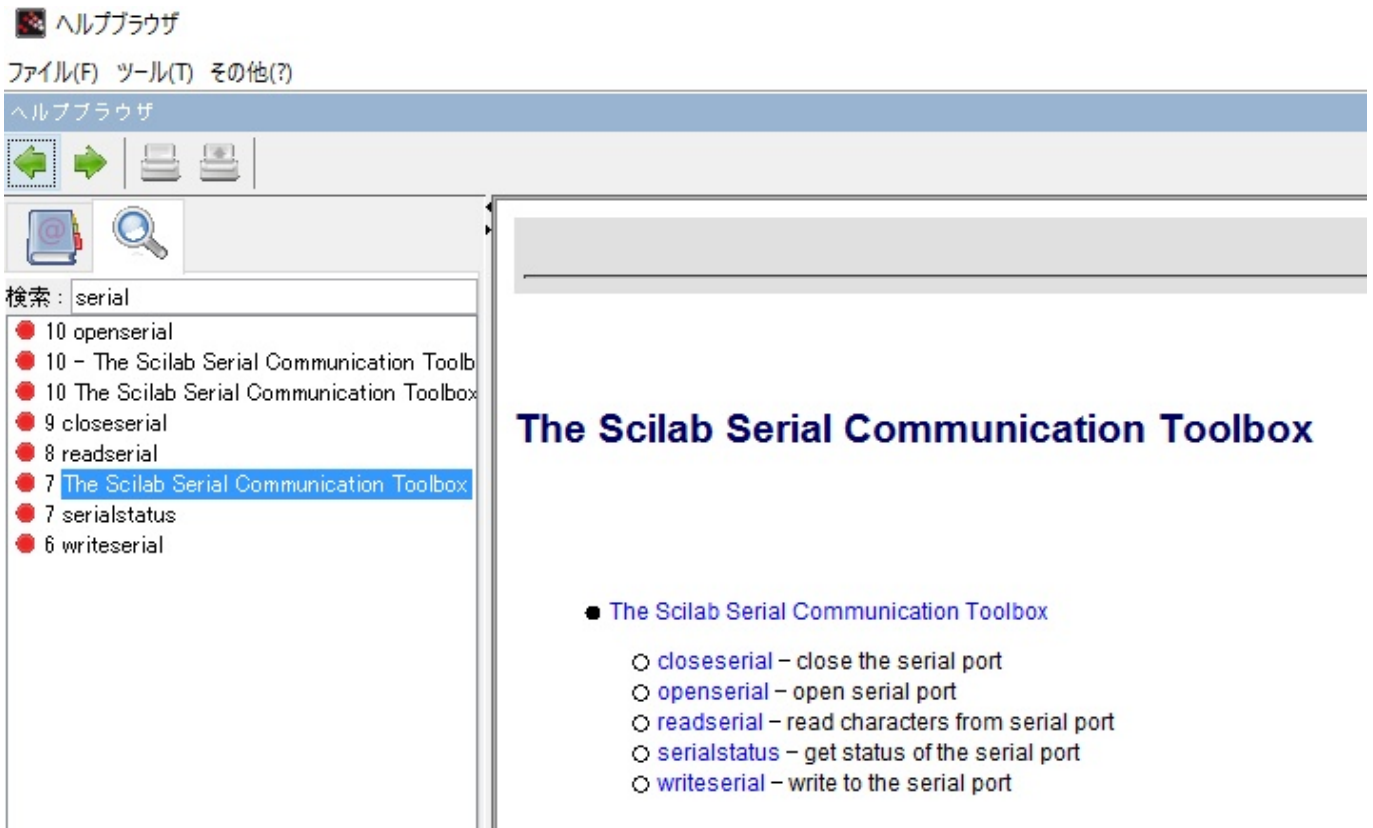 ヘルプブラウザ
ファイル(F) ツール(T) その他(?)
ヘルプブラウザ
検索: serial
10 openserial
10 - The Scilab Serial Communication Toolb
10 The Scilab Serial Communication Toolbox
9 closeserial
8 readserial
7 The Scilab Serial Communication Toolbox
7 serialstatus
6 writeserial
The Scilab Serial Communication Toolbox
The Scilab Serial Communication Toolbox
closeserial – close the serial port
openserial – open serial port
readserial – read characters from serial port
serialstatus – get status of the serial port
writeserial – write to the serial port